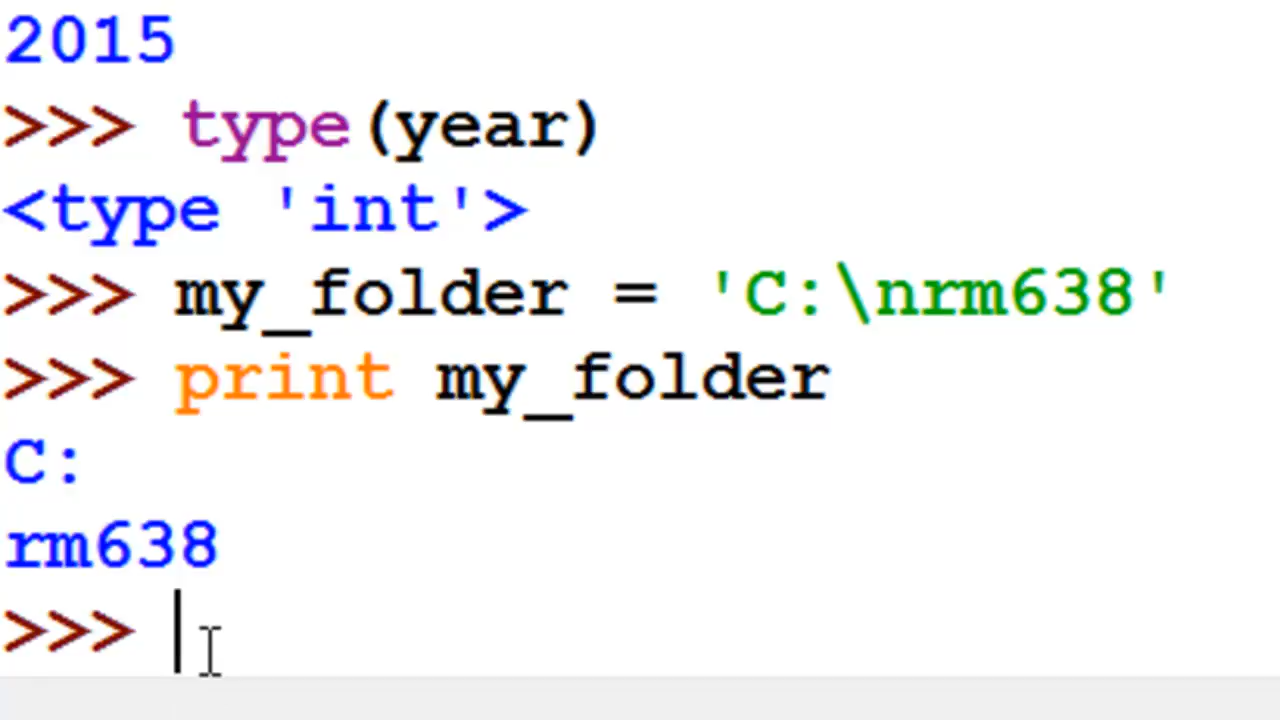 2015
>>> type(year)
<type 'int'>
>>> my_folder = 'C:\nrm638'
>>> print my_folder
C:
rm638
>>>